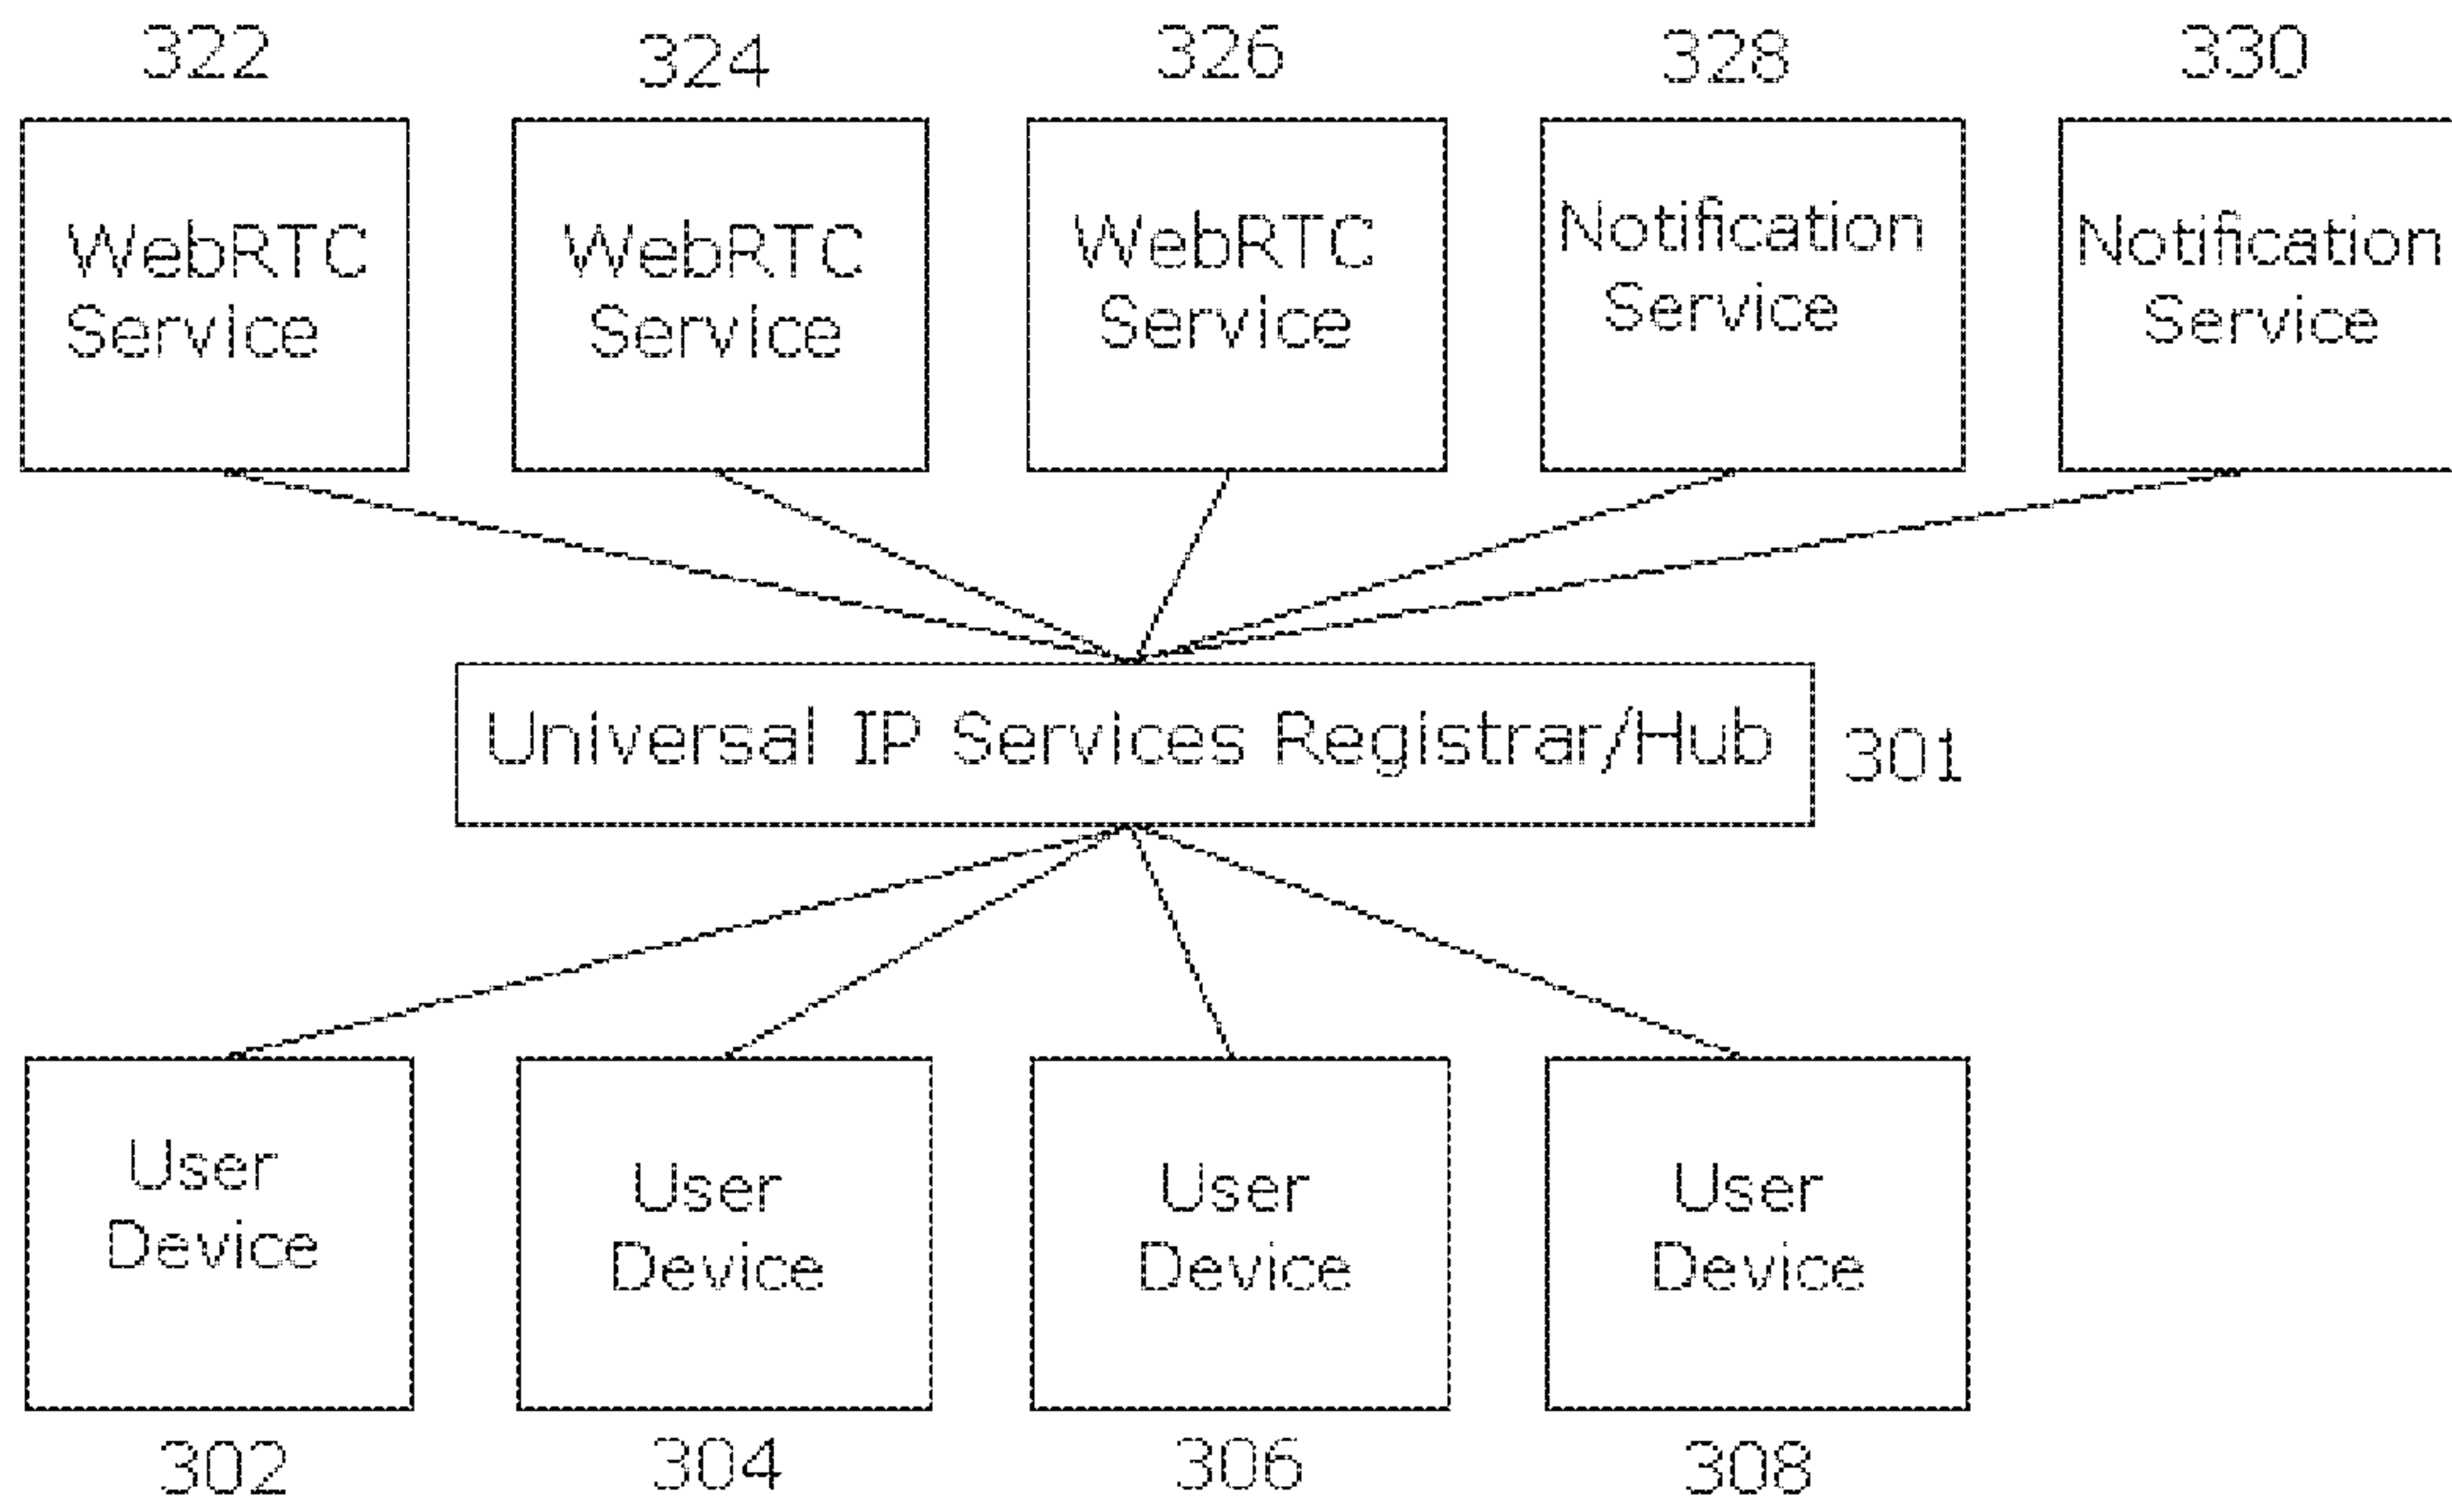 322
324
326
328
330
WebRTC
Service
WebRTC
Service
WebRTC
Service
Notification
Service
Notification
Service
Universal IP Services Registrar/Hub
301
User
Device
User
Device
User
Device
User
Device
302
304
306
308